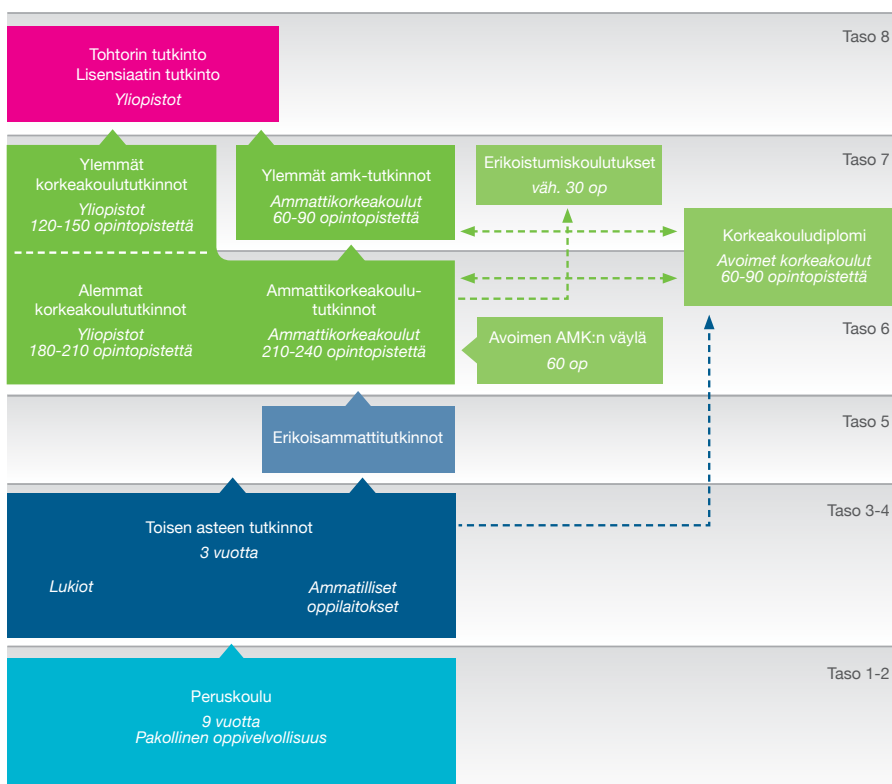 Taso 8
Tohtorin tutkinto
Lisensiaatin tutkinto
Yliopistot
Taso 7
Ylemmät
korkeakoulututkinnot
Yliopistot
120-150 opintopistettä
Ylemmät amk-tutkinnot
Ammattikorkeakoulut
60-90 opintopistettä
Erikoistumiskoulutukset
väh. 30 op
Korkeakouludiplomi
Avoimet korkeakoulut
60-90 opintopistettä
Alemmat
korkeakoulututkinnot
Yliopistot
180-210 opintopistettä
Ammattikorkeakoulu-
tutkinnot
Ammattikorkeakoulut
210-240 opintopistettä
Avoimen AMK:n väylä
60 op
Taso 6
Erikoisammattitutkinnot
Taso 5
Toisen asteen tutkinnot
3 vuotta
Lukiot
Ammatilliset
oppilaitokset
Taso 3-4
Peruskoulu
9 vuotta
Pakollinen oppivelvollisuus
Taso 1-2